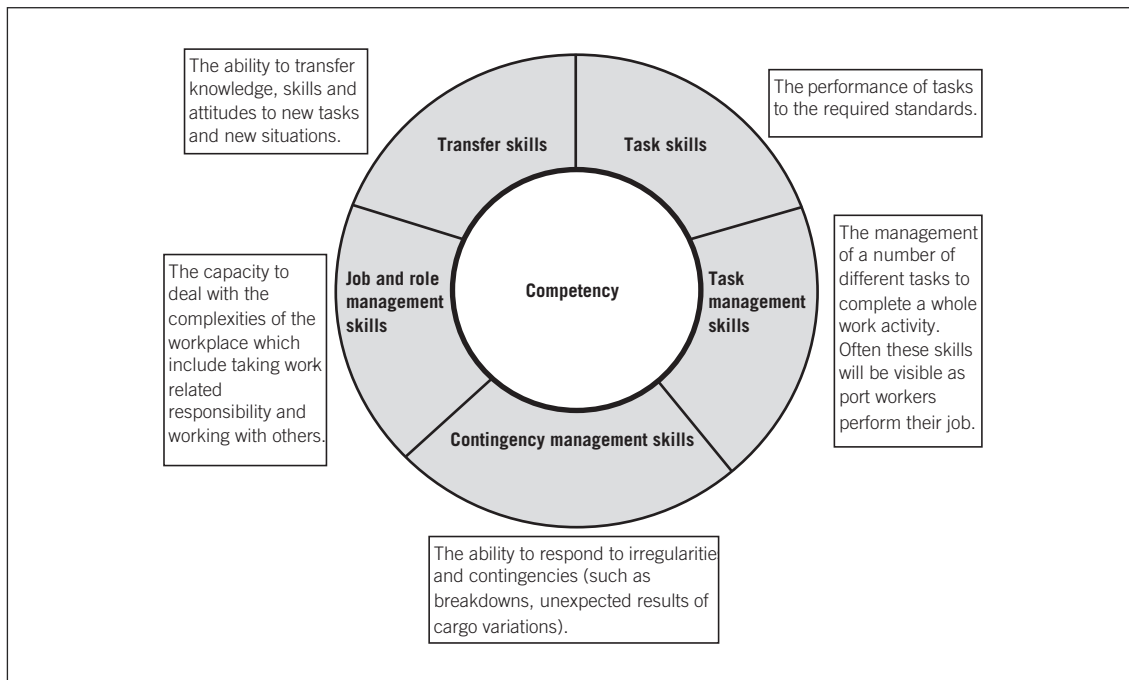 The ability to transfer
knowledge, skills and
attitudes to new tasks
and new situations.
Transfer skills
Task skills
The performance of tasks
to the required standards.
The capacity to
deal with the
complexities of the
workplace which
include taking work
related
responsibility and
working with others.
Job and role
management
skills
Competency
Task
management
skills
The management
of a number of
different tasks to
complete a whole
work activity.
Often these skills
will be visible as
port workers
perform their job.
Contingency management skills
The ability to respond to irregularitie
and contingencies (such as
breakdowns, unexpected results of
cargo variations).